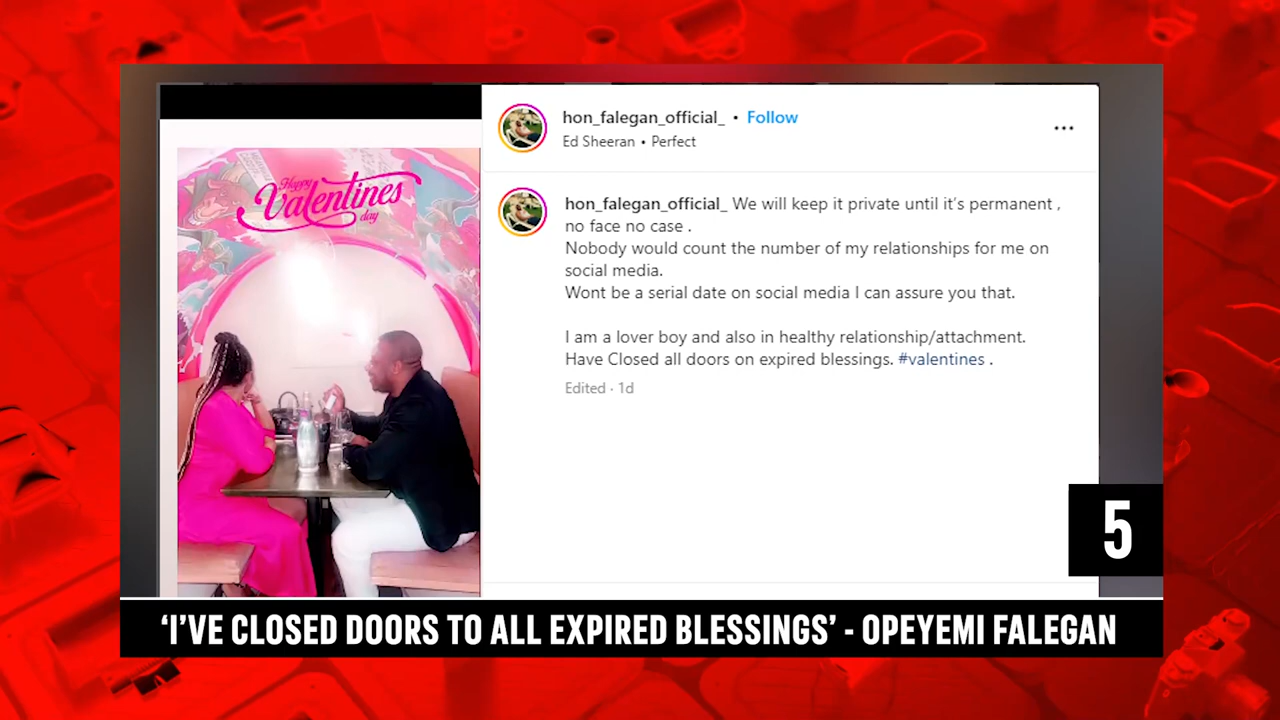 hon_falegan_official_ • Follow
Ed Sheeran • Perfect
Happy
Valentines
day
hon_falegan_official_ We will keep it private until it's permanent ,
no face no case .
Nobody would count the number of my relationships for me on
social media.
Wont be a serial date on social media I can assure you that.
I am a lover boy and also in healthy relationship/attachment.
Have Closed all doors on expired blessings. #valentines .
Edited · 1d
5
'I'VE CLOSED DOORS TO ALL EXPIRED BLESSINGS' - OPEYEMI FALEGAN